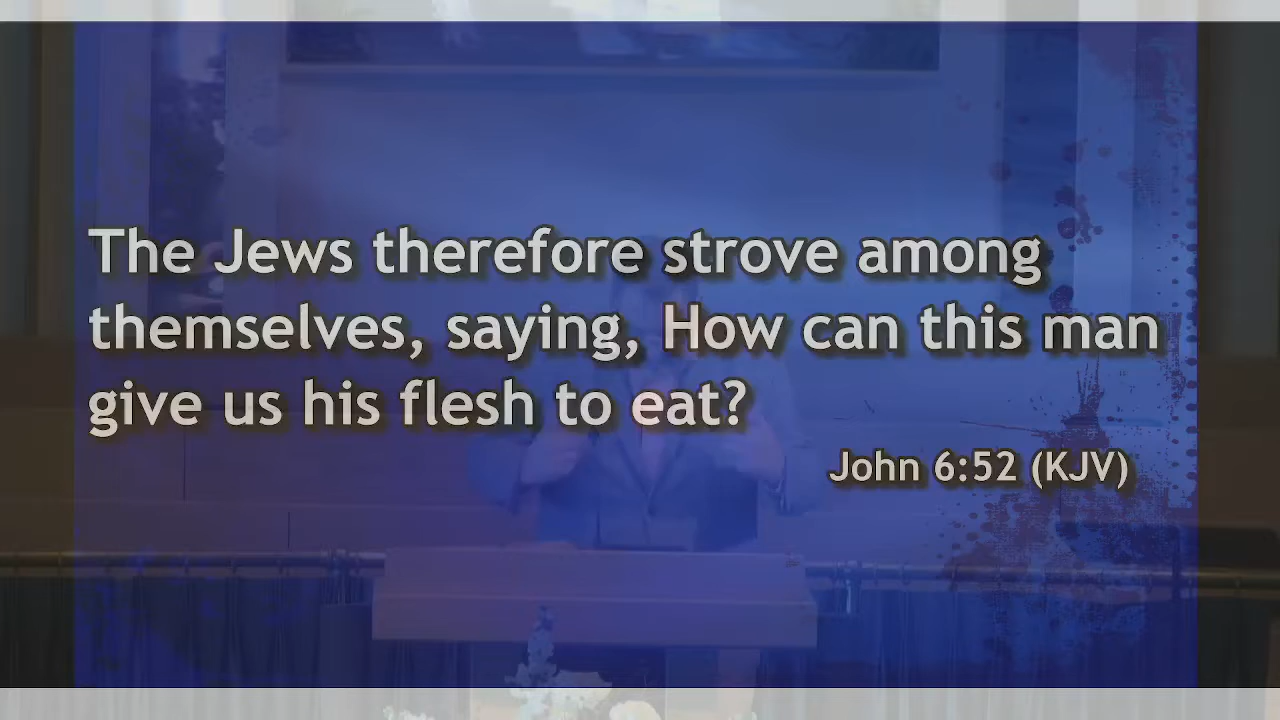 The Jews therefore strove among
themselves, saying, How can this man
give us his flesh to eat?
John 6:52 (KJV)